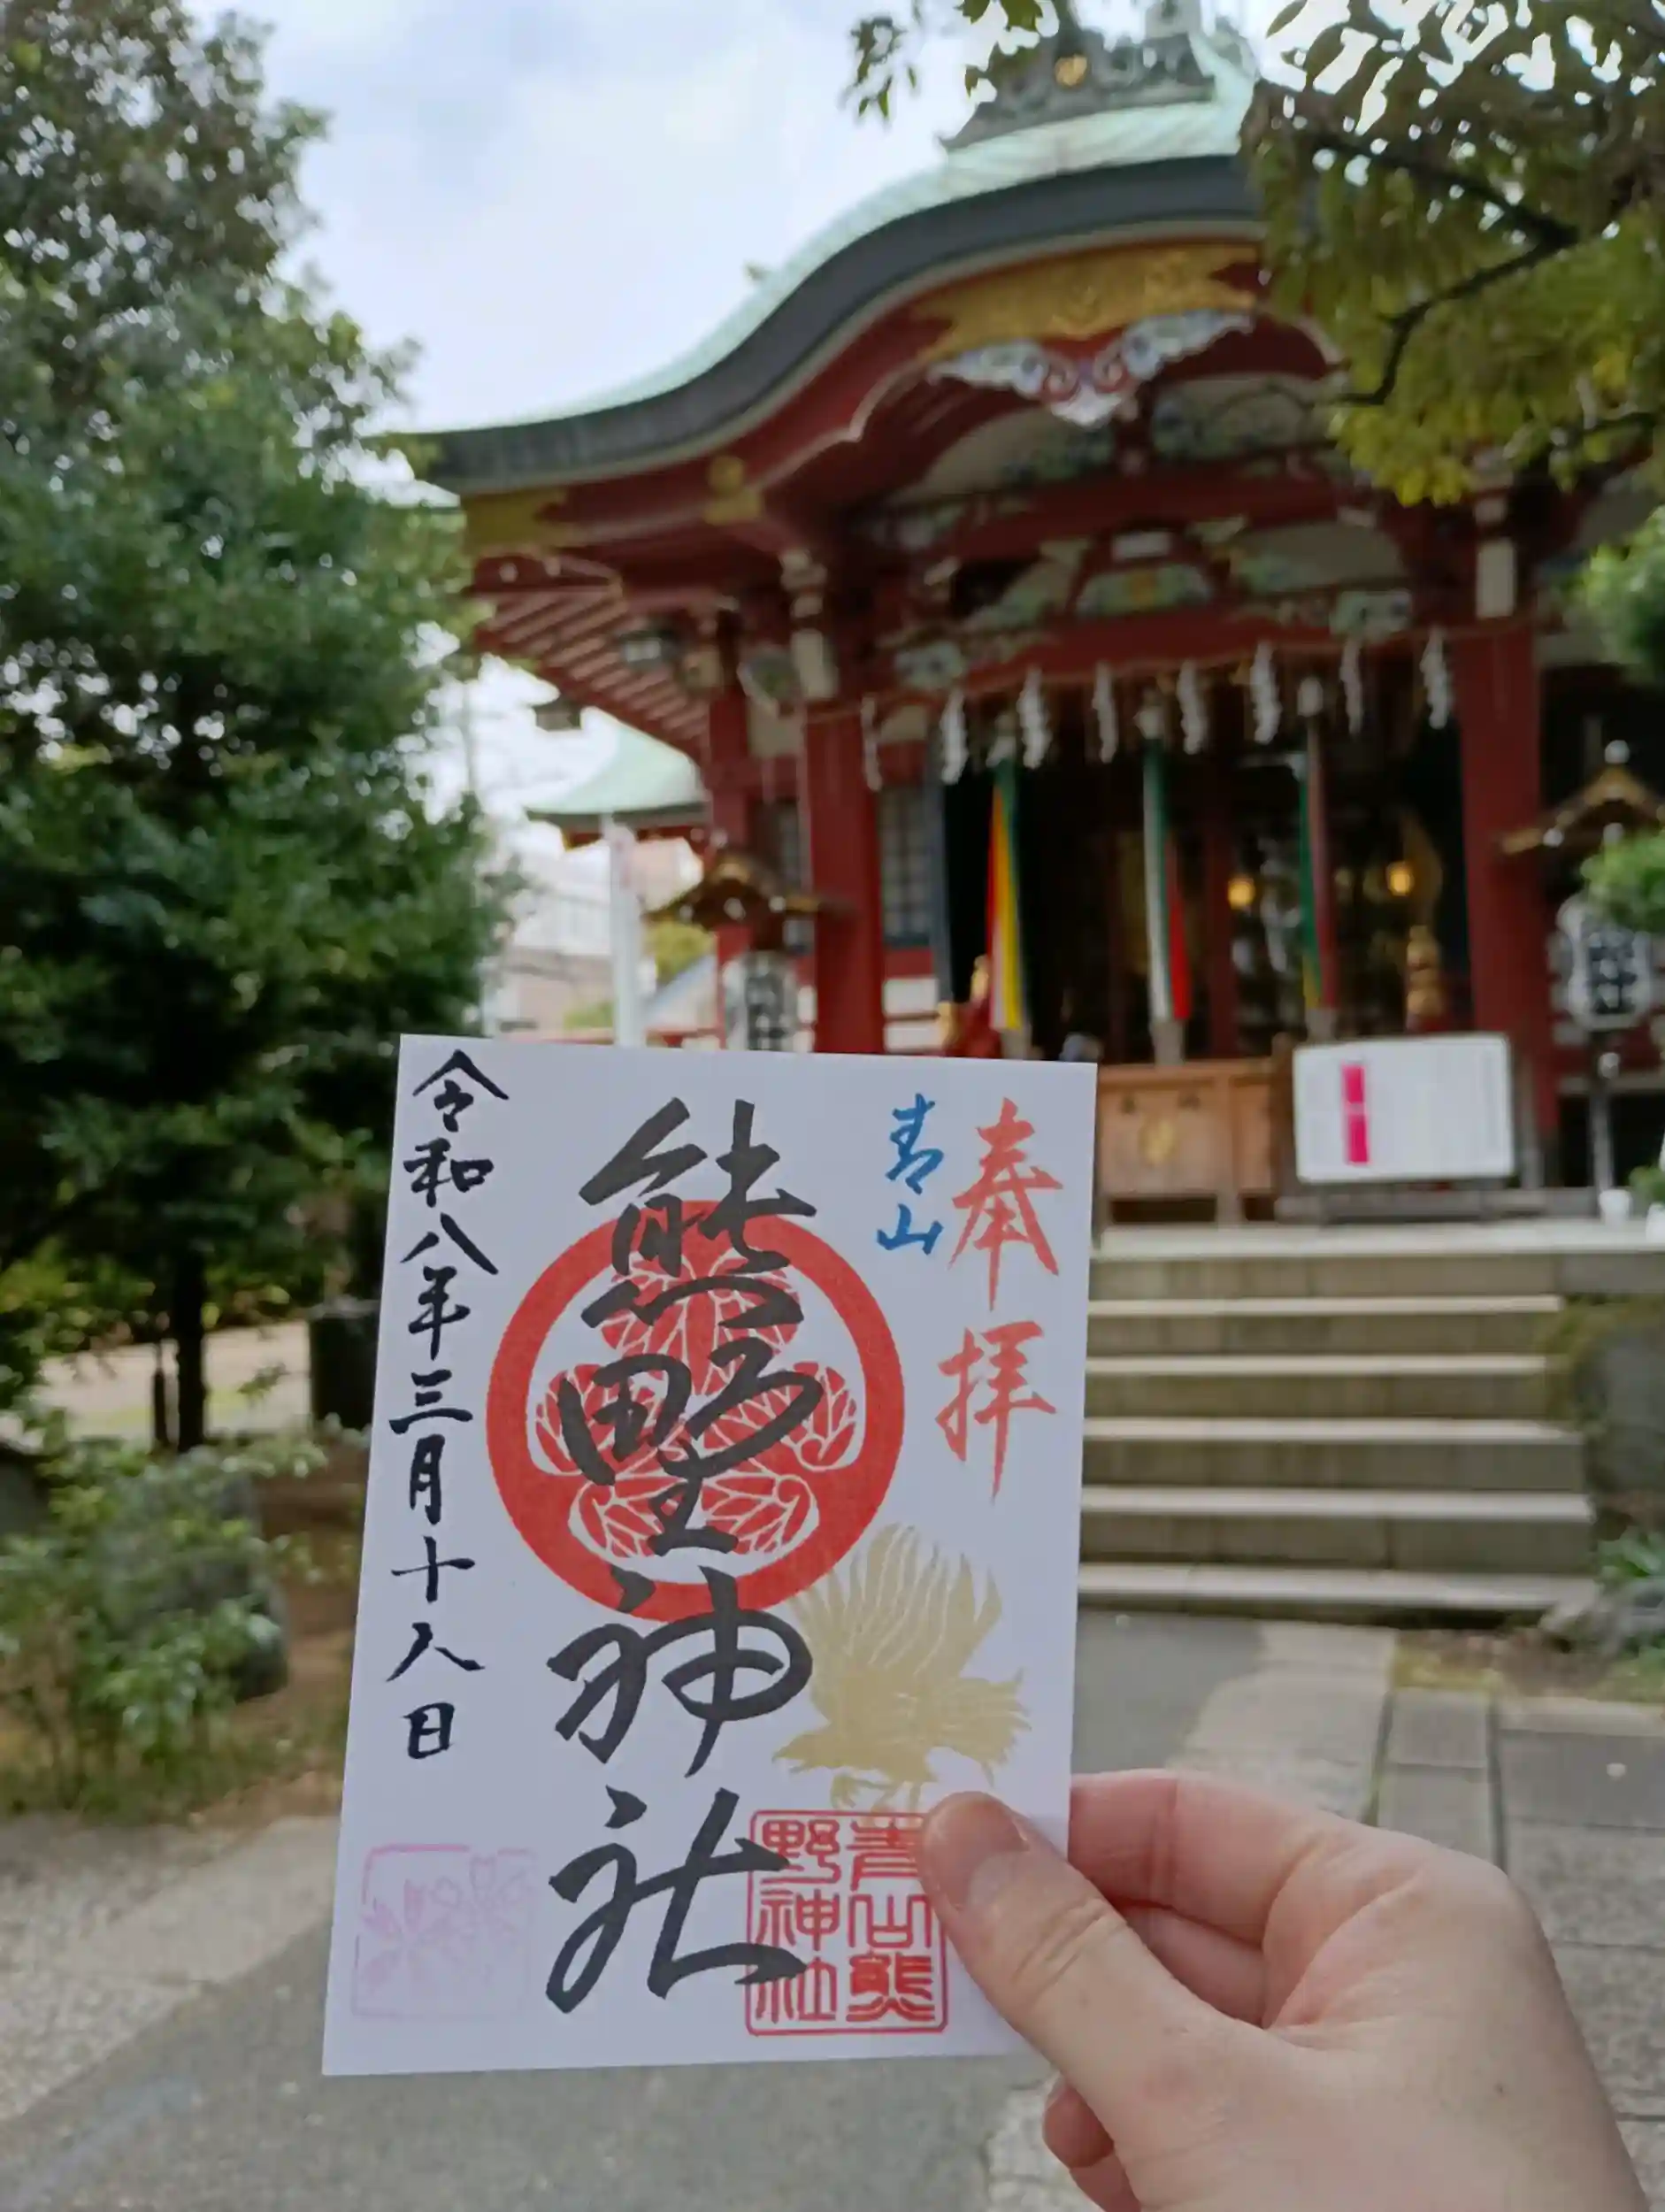 奉拝
青山
熊野神社
令和八年三月十八日
青山熊
野神社